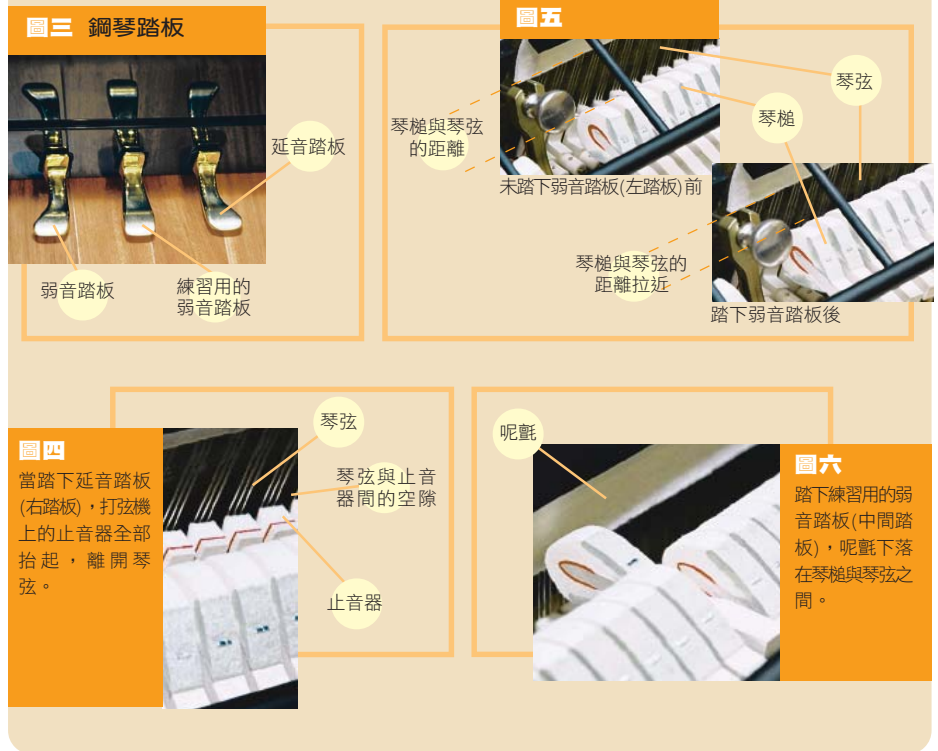 圖三 鋼琴踏板
延音踏板
弱音踏板
練習用的
弱音踏板
圖五
琴弦
琴槌
琴槌與琴弦
的距離
未踏下弱音踏板(左踏板)前
琴槌與琴弦的
距離拉近
踏下弱音踏板後
圖四
當踏下延音踏板
(右踏板)，打弦機
上的止音器全部
抬起，離開琴
弦。
琴弦
琴弦與止音
器間的空隙
止音器
呢氈
圖六
踏下練習用的弱
音踏板(中間踏
板)，呢氈下落
在琴槌與琴弦之
間。